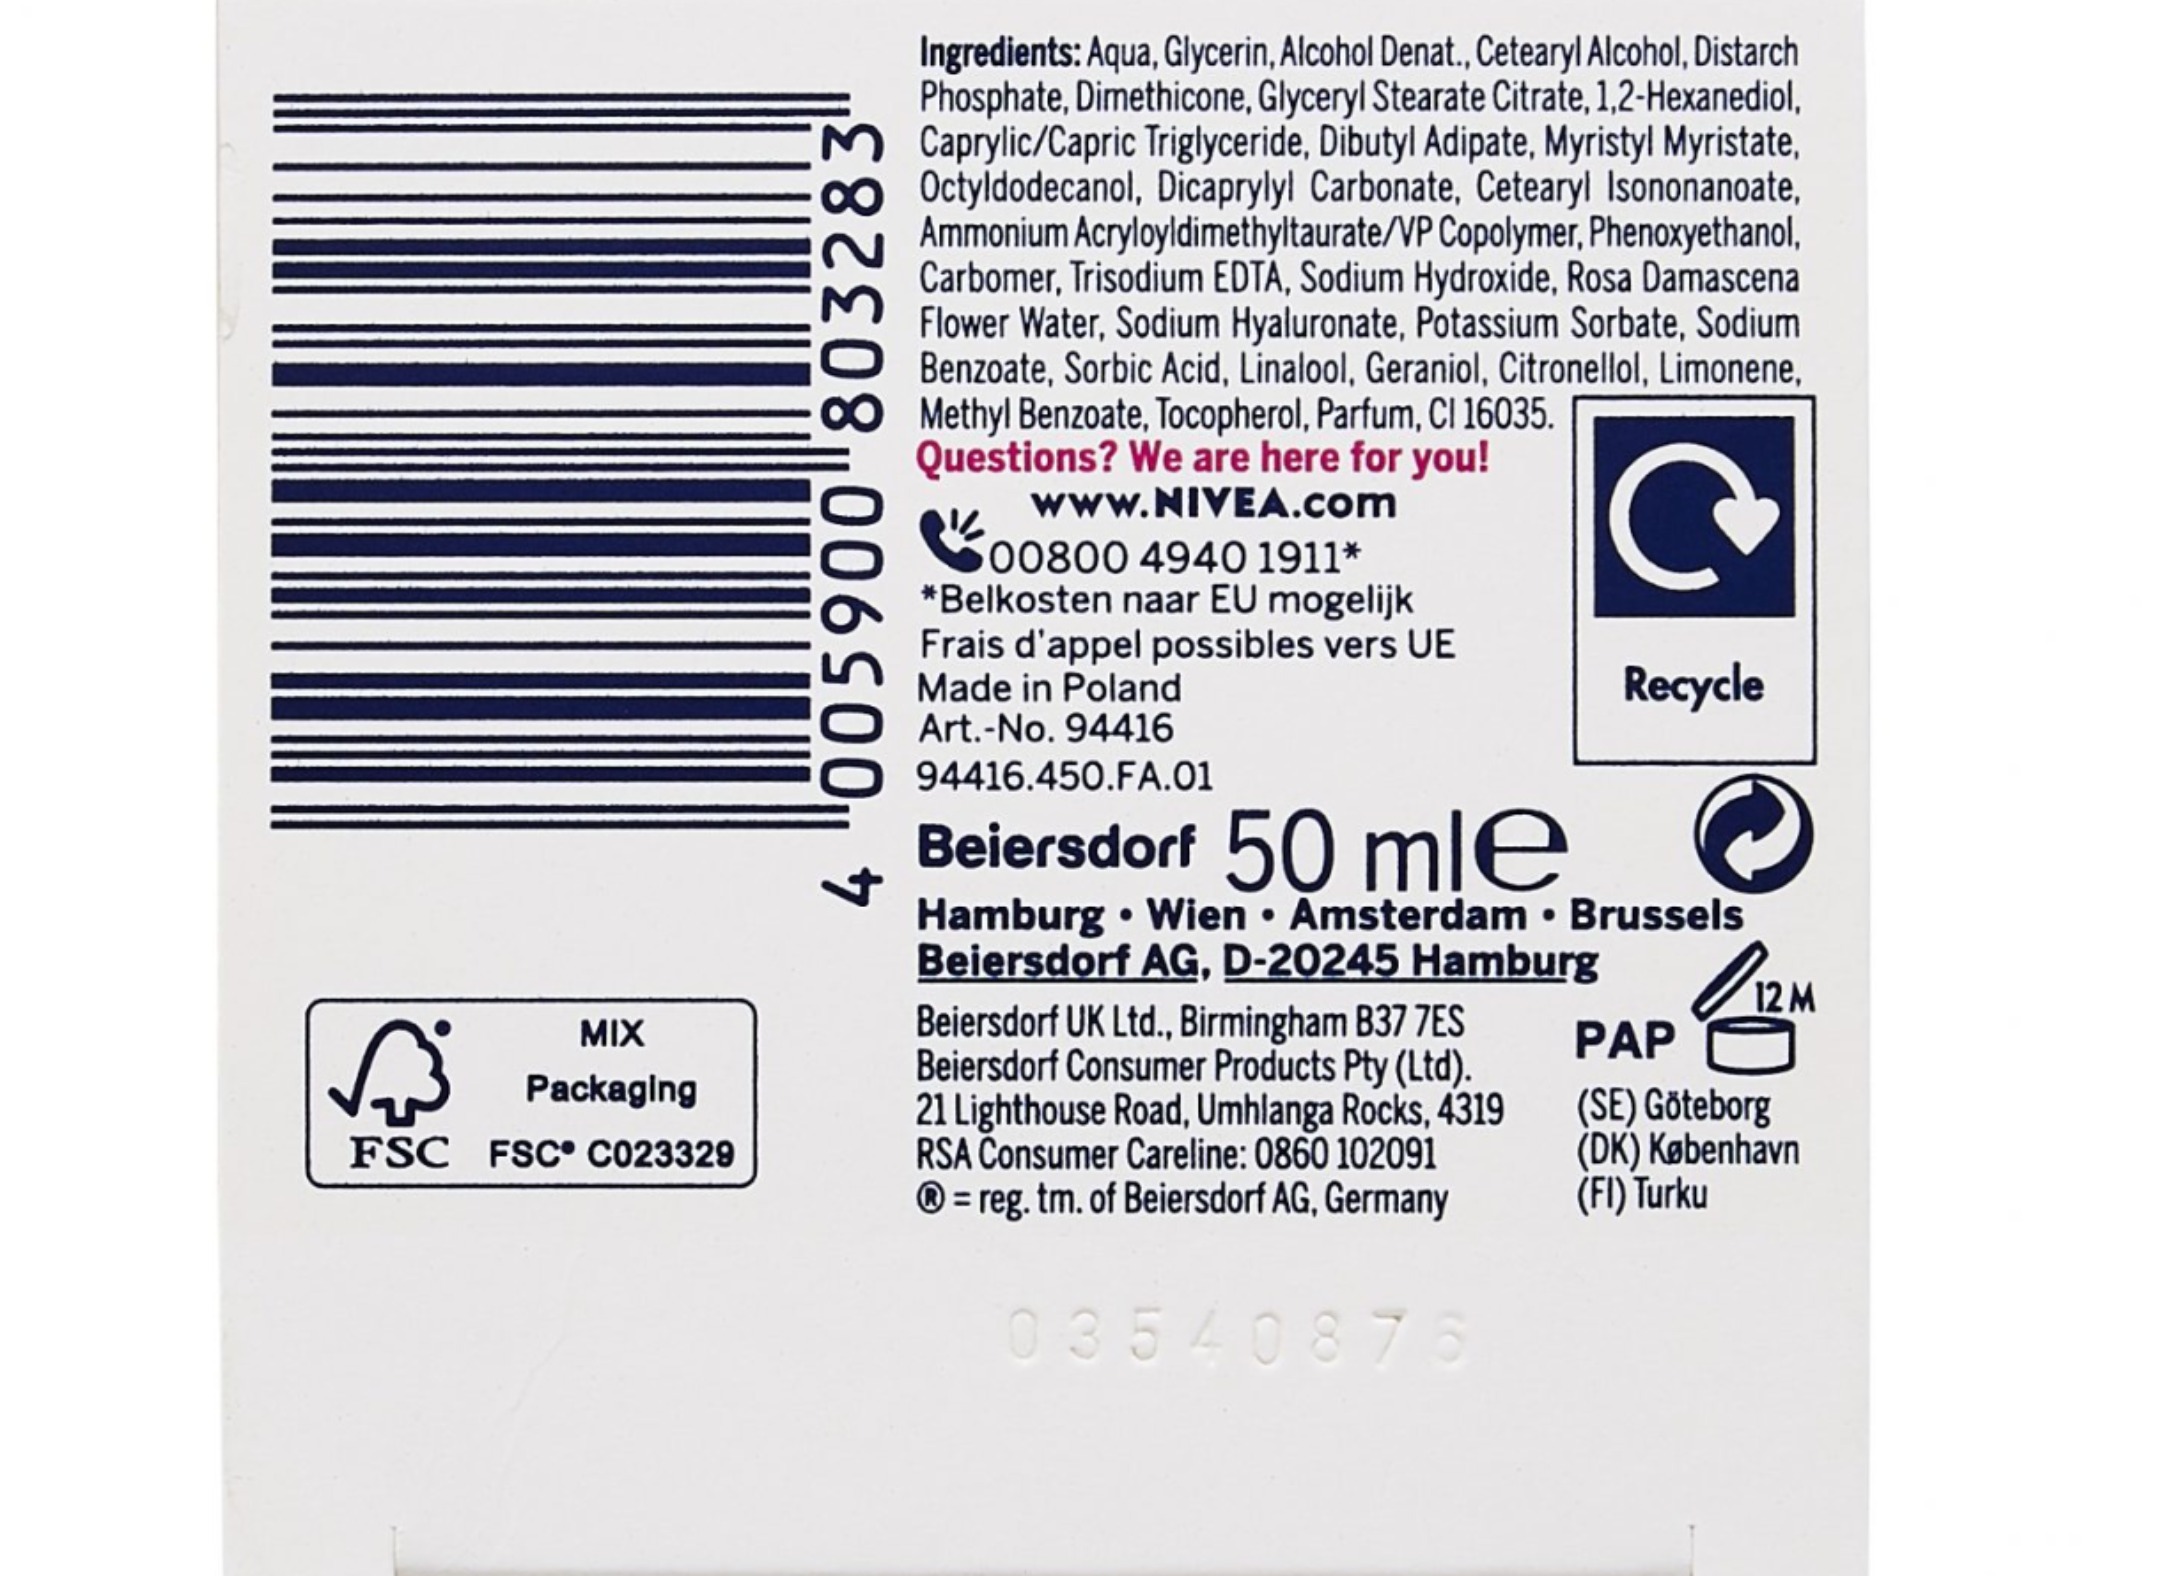 Ingredients: Aqua, Glycerin, Alcohol Denat., Cetearyl Alcohol, Distarch
Phosphate, Dimethicone, Glyceryl Stearate Citrate, 1,2-Hexanediol,
Caprylic/Capric Triglyceride, Dibutyl Adipate, Myristyl Myristate,
Octyldodecanol, Dicaprylyl Carbonate, Cetearyl Isononanoate,
Ammonium Acryloyldimethyltaurate/VP Copolymer, Phenoxyethanol,
Carbomer, Trisodium EDTA, Sodium Hydroxide, Rosa Damascena
Flower Water, Sodium Hyaluronate, Potassium Sorbate, Sodium
Benzoate, Sorbic Acid, Linalool, Geraniol, Citronellol, Limonene,
Methyl Benzoate, Tocopherol, Parfum, CI 16035.
Questions? We are here for you!
www.NIVEA.com
00800 4940 1911*
*Belkosten naar EU mogelijk
Frais d'appel possibles vers UE
Made in Poland
Art.-No. 94416
94416.450.FA.01
Recycle
Beiersdorf 50 ml e
Hamburg • Wien • Amsterdam • Brussels
Beiersdorf AG, D-20245 Hamburg
Beiersdorf UK Ltd., Birmingham B37 7ES
Beiersdorf Consumer Products Pty (Ltd).
21 Lighthouse Road, Umhlanga Rocks, 4319
RSA Consumer Careline: 0860 102091
® = reg. tm. of Beiersdorf AG, Germany
12 M
PAP
(SE) Göteborg
(DK) København
(FI) Turku
4 005900 803283
MIX
Packaging
FSC
FSC® C023329
03540876